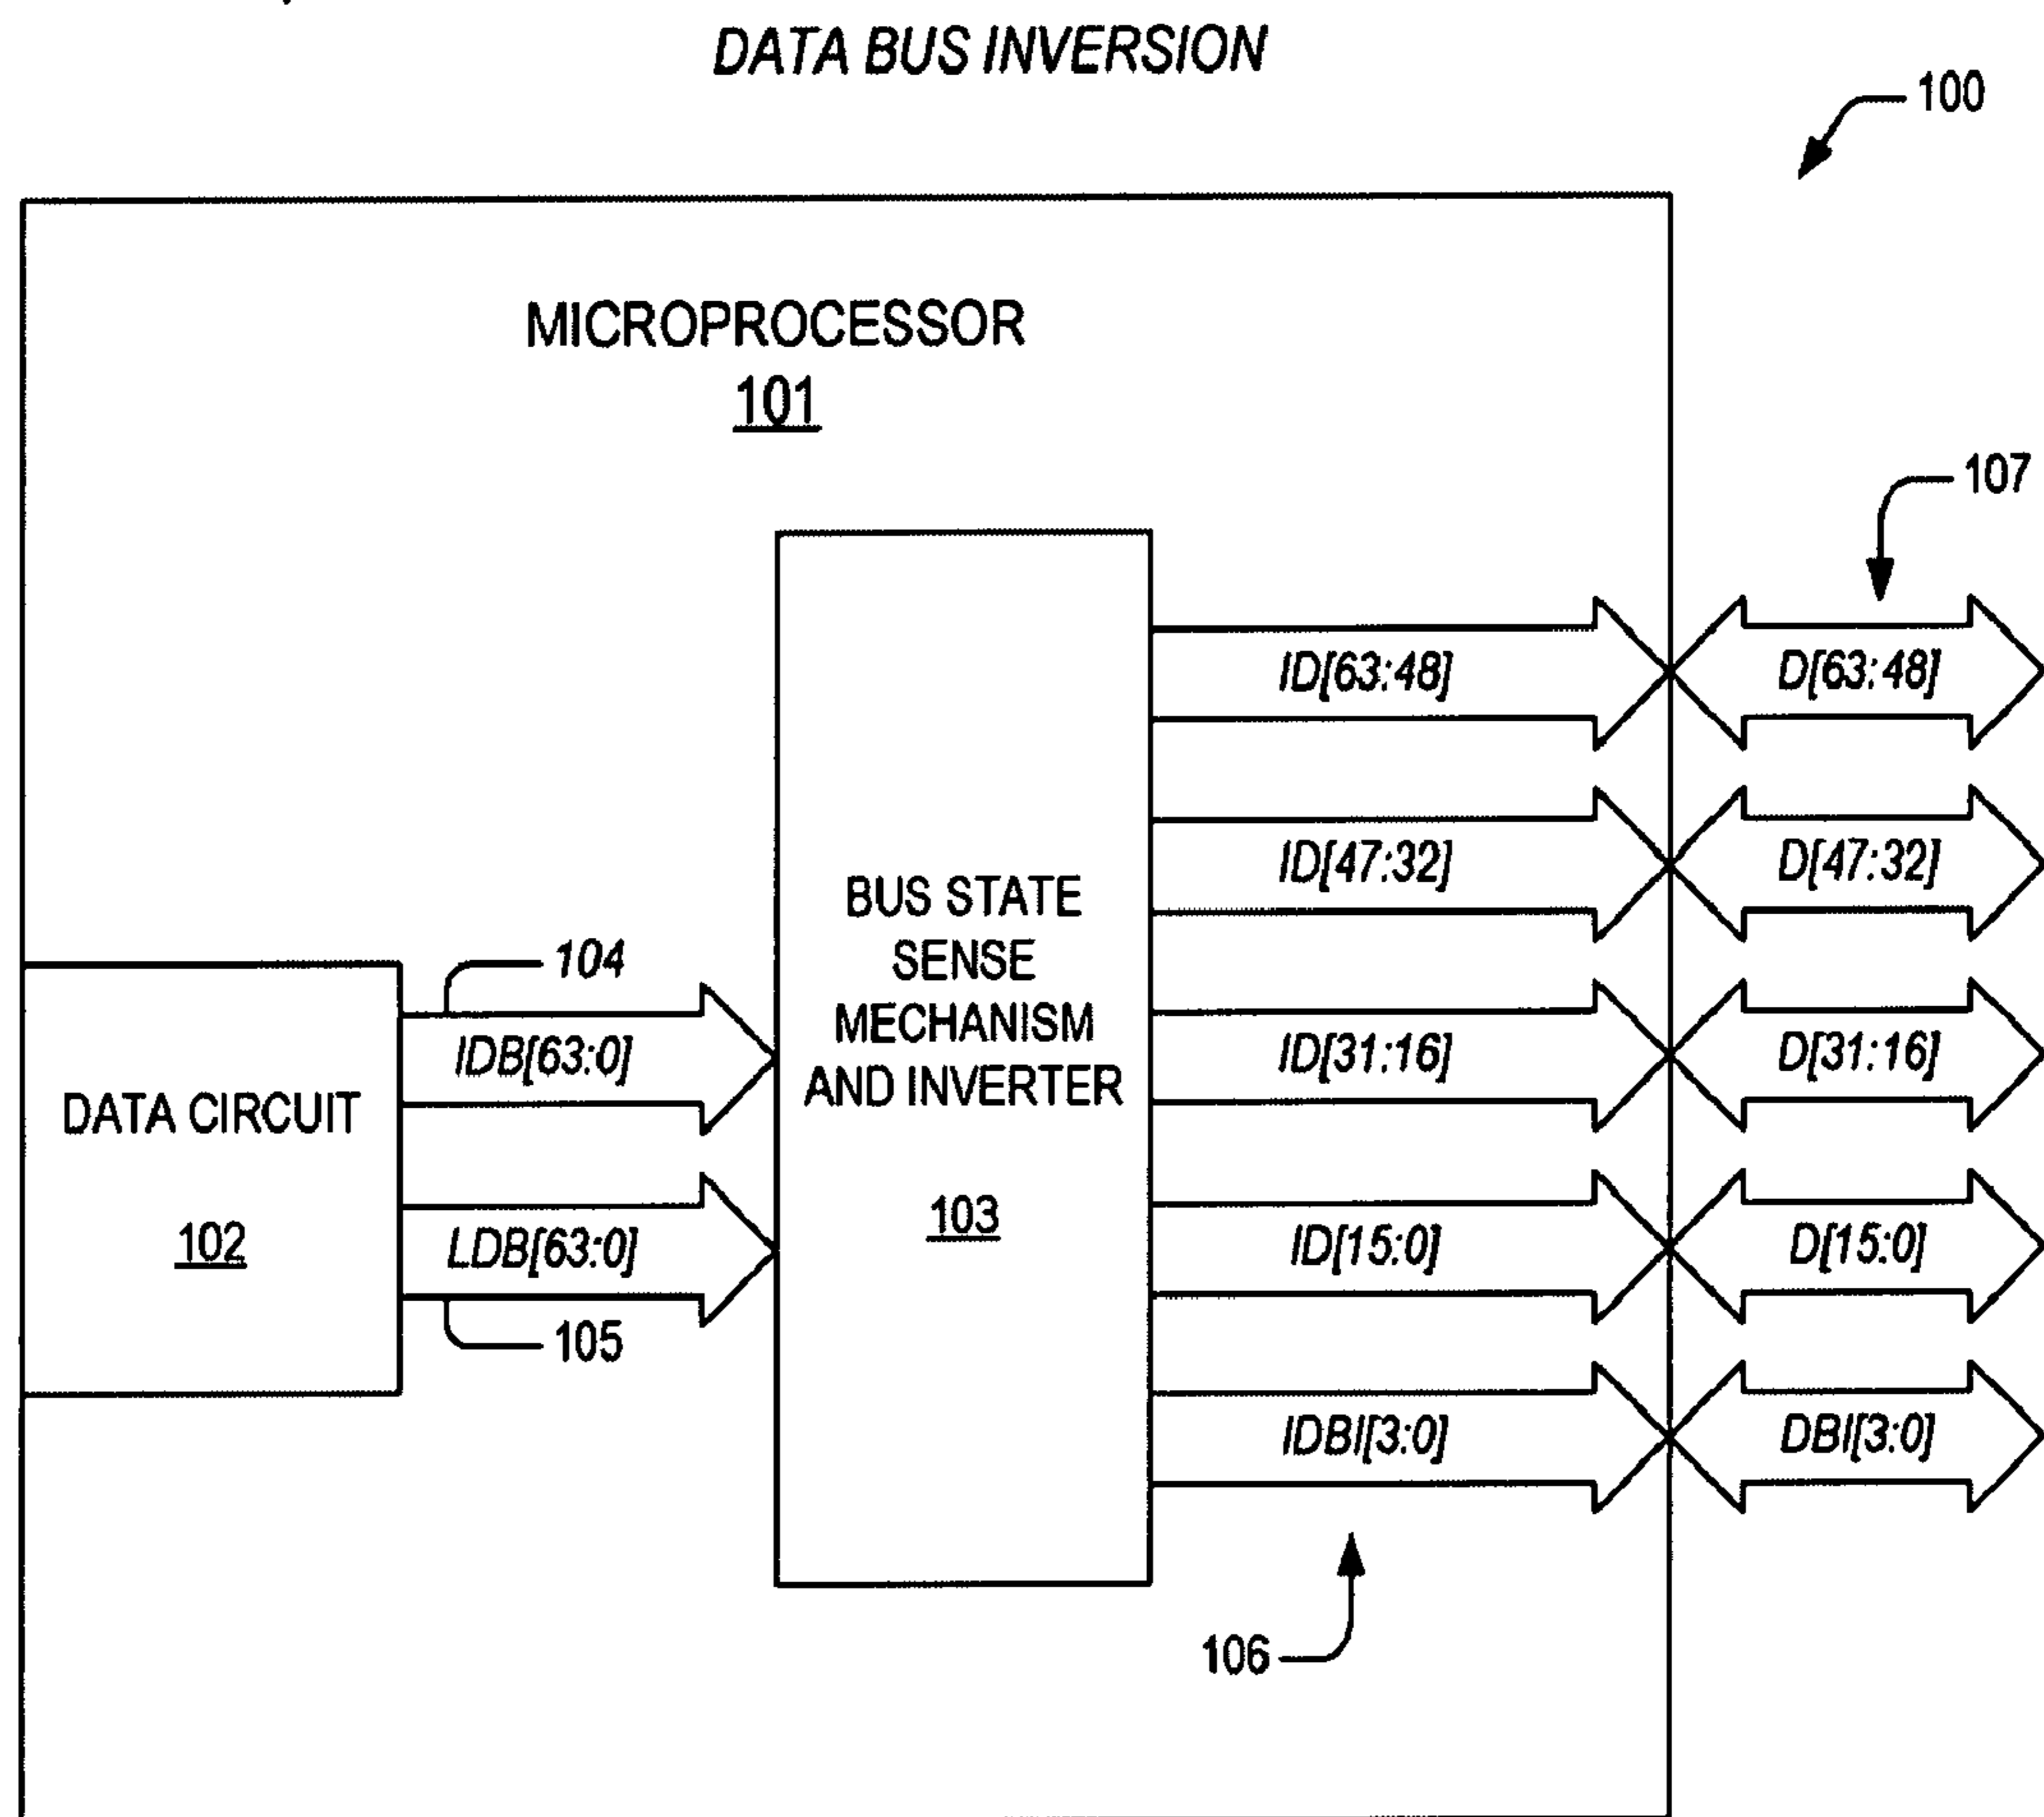 DATA BUS INVERSION
100
MICROPROCESSOR
101
107
ID[63:48]
D[63:48]
ID[47:32]
D[47:32]
BUS STATE
SENSE
MECHANISM
AND INVERTER
103
104
IDB[63:0]
ID[31:16]
D[31:16]
DATA CIRCUIT
102
LDB[63:0]
105
ID[15:0]
D[15:0]
IDBI[3:0]
DBI[3:0]
106